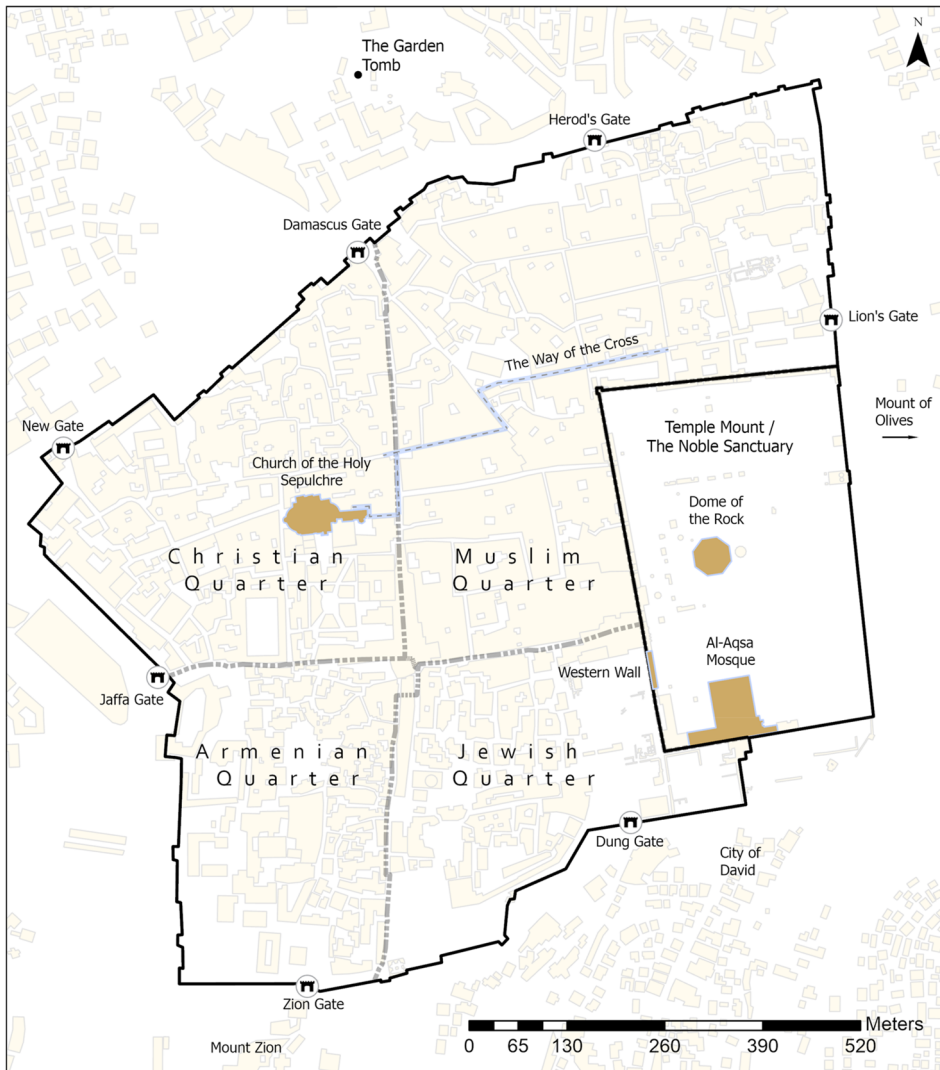 N
The Garden
Tomb
Herod's Gate
Damascus Gate
Lion's Gate
The Way of the Cross
Mount of
Olives
New Gate
Temple Mount /
The Noble Sanctuary
Church of the Holy
Sepulchre
Dome of
the Rock
Christian
Quarter
Muslim
Quarter
Al-Aqsa
Mosque
Western Wall
Jaffa Gate
Armenian
Quarter
Jewish
Quarter
Dung Gate
City of
David
Zion Gate
Mount Zion
Meters
0 65 130 260 390 520